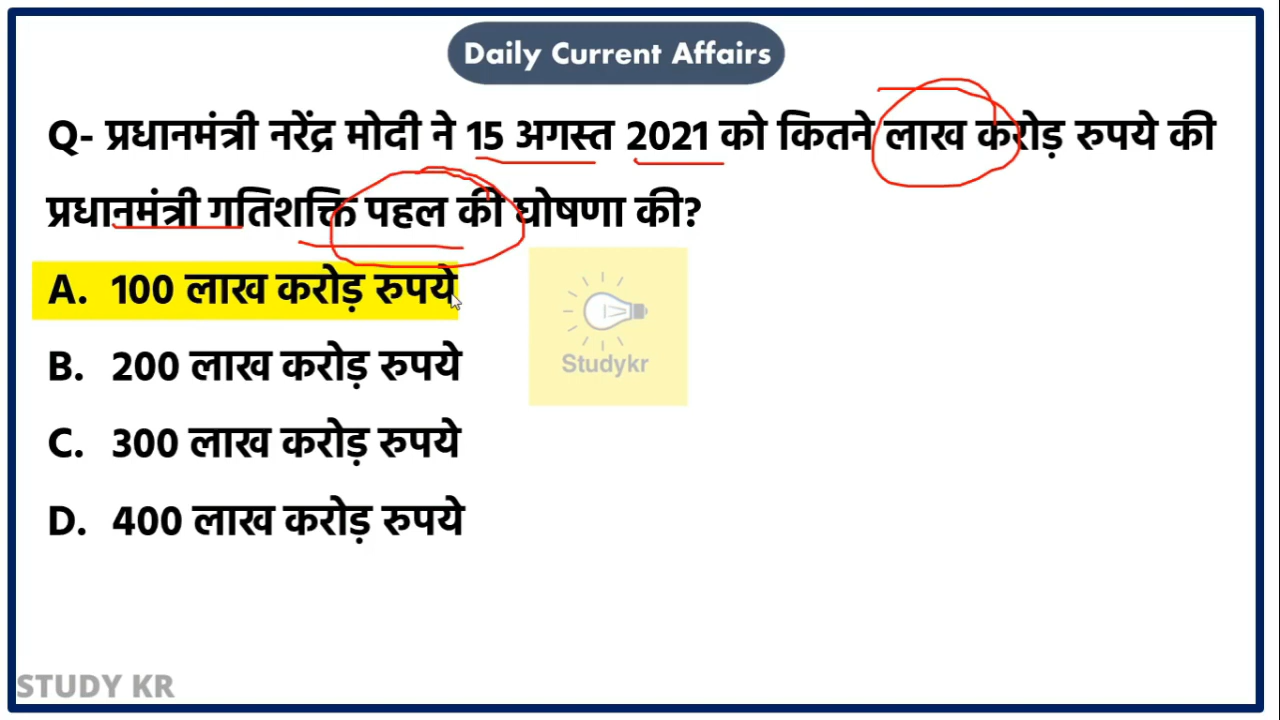 Daily Current Affairs
Q- प्रधानमंत्री नरेंद्र मोदी ने 15 अगस्त 2021 को कितने लाख करोड़ रुपये की
प्रधानमंत्री गतिशक्ति पहल की घोषणा की?
A. 100 लाख करोड़ रुपये
B. 200 लाख करोड़ रुपये
C. 300 लाख करोड़ रुपये
D. 400 लाख करोड़ रुपये
Studykr
STUDY KR